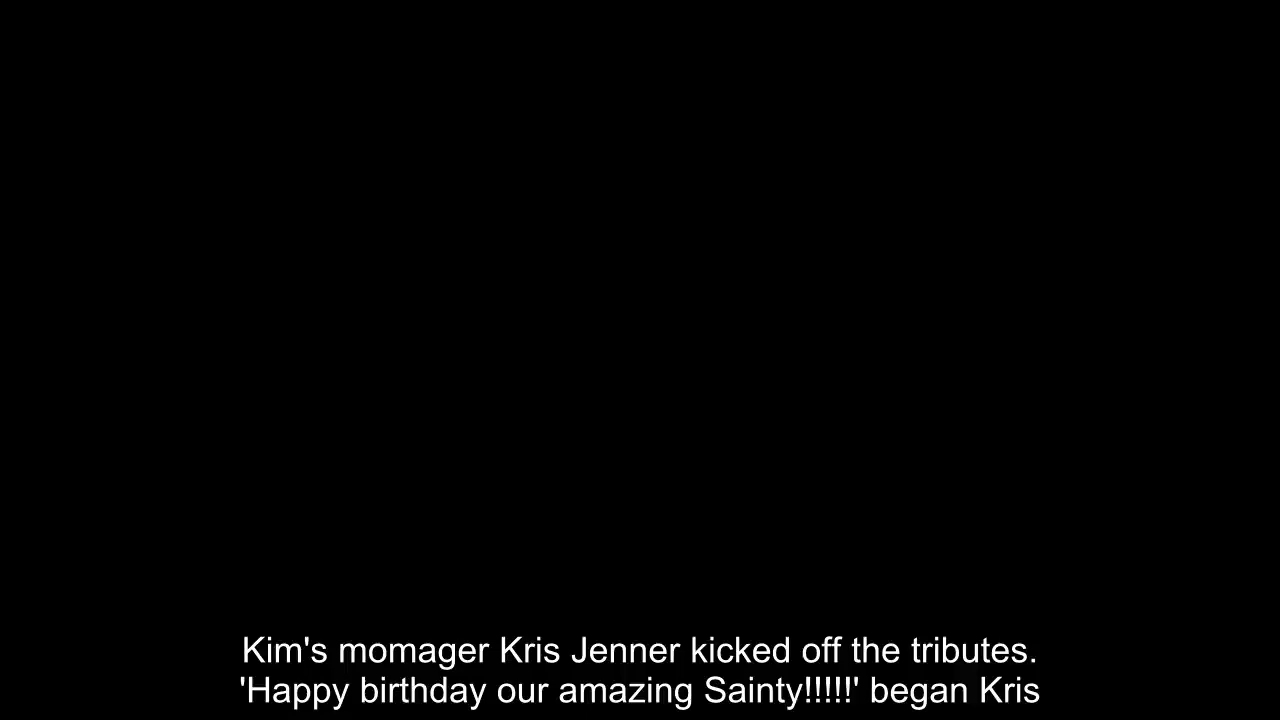 Kim's momager Kris Jenner kicked off the tributes.
'Happy birthday our amazing Sainty!!!!!' began Kris